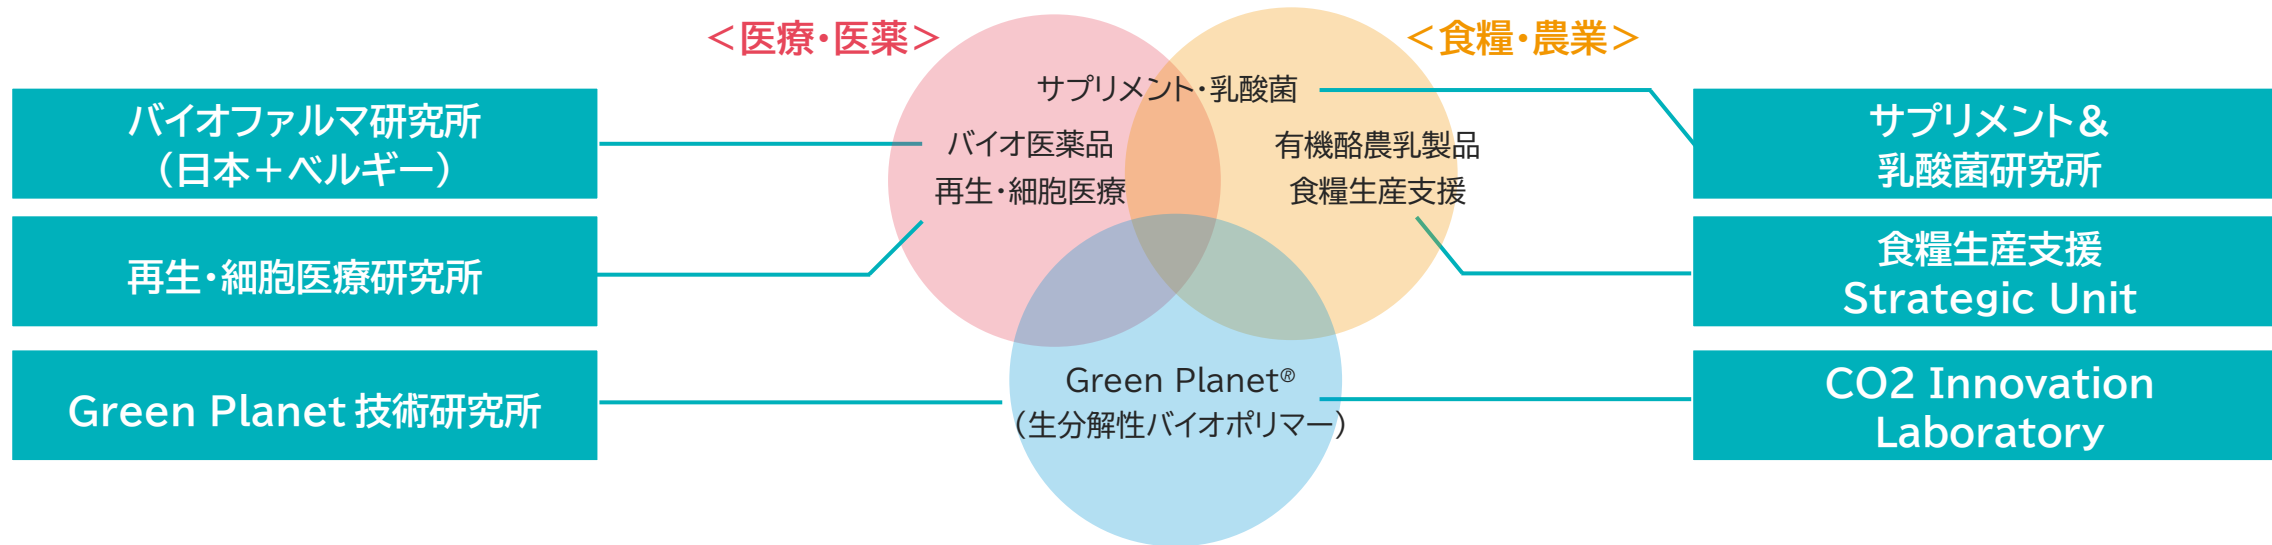 ＜医療・医薬＞
＜食糧・農業＞
バイオファルマ研究所
（日本＋ベルギー）
再生・細胞医療研究所
Green Planet 技術研究所
サプリメント・乳酸菌
バイオ医薬品
再生・細胞医療
有機酪農乳製品
食糧生産支援
Green Planet®
（生分解性バイオポリマー）
サプリメント＆
乳酸菌研究所
食糧生産支援
Strategic Unit
CO2 Innovation
Laboratory